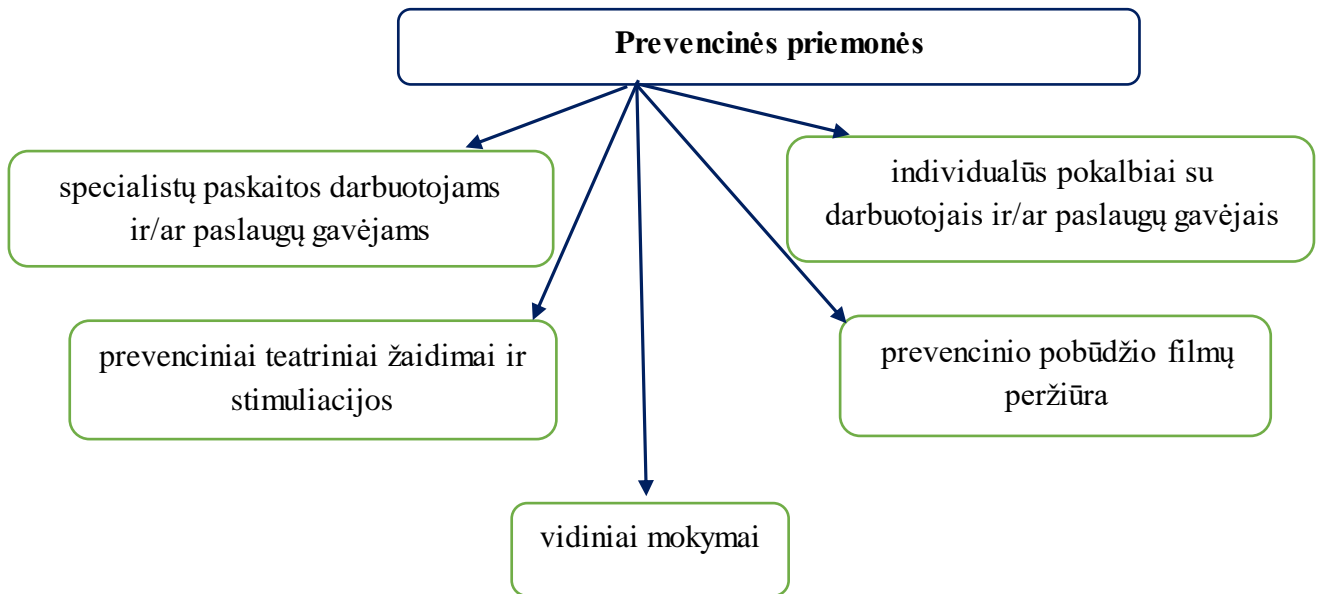 Prevencinės priemonės
specialistų paskaitos darbuotojams
ir/ar paslaugų gavėjams
individualūs pokalbiai su
darbuotojais ir/ar paslaugų gavėjais
prevenciniai teatriniai žaidimai ir
stimuliacijos
prevencinio pobūdžio filmų
peržiūra
vidiniai mokymai